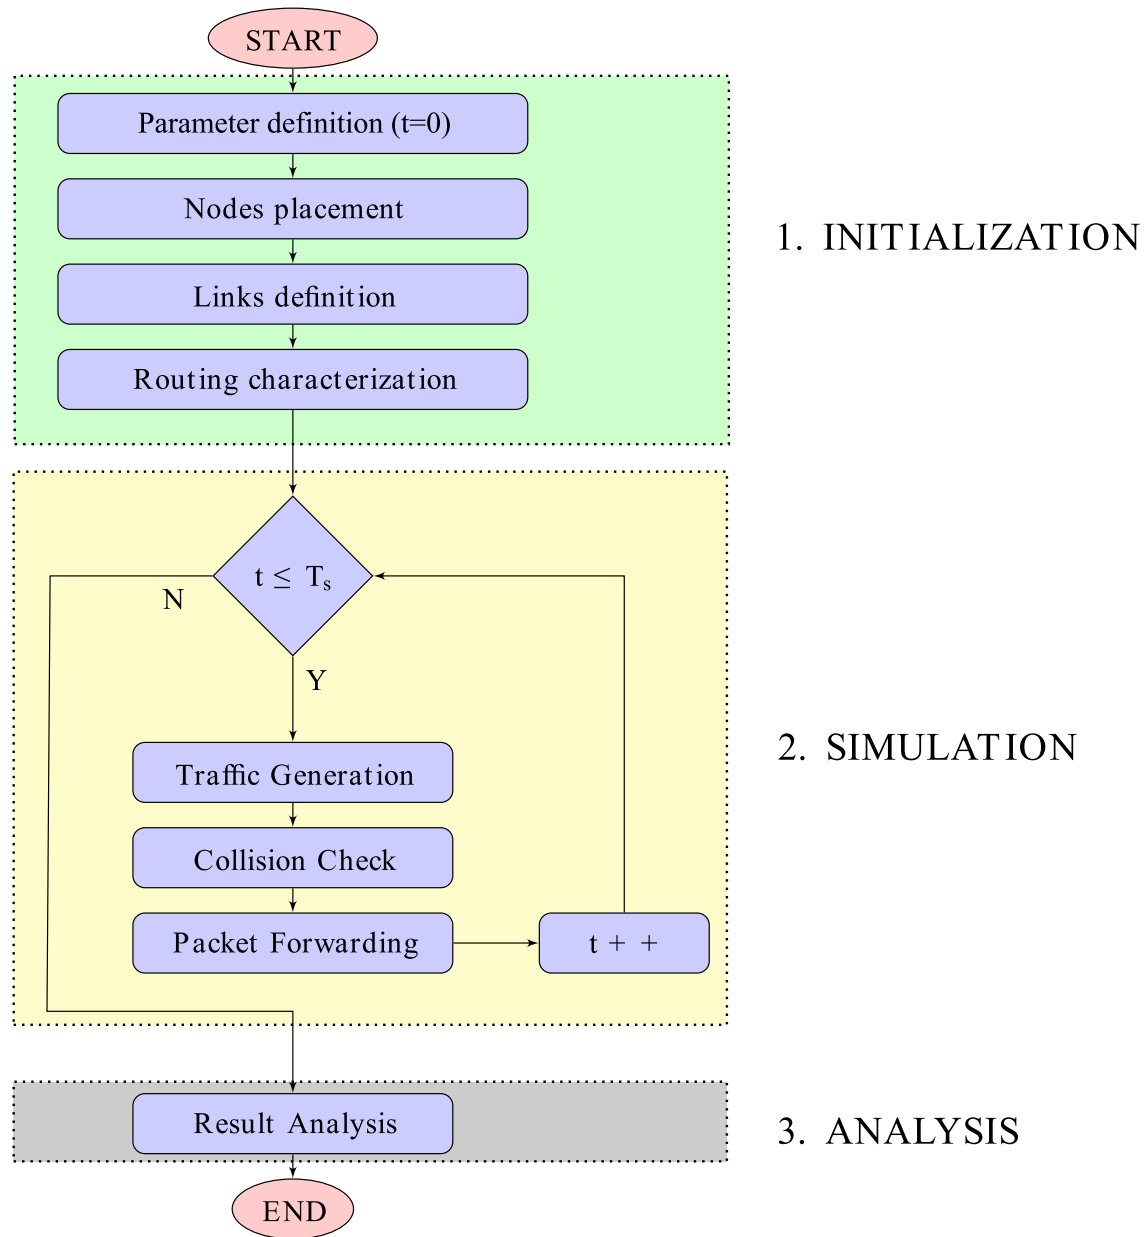 START
Parameter definition (t=0)
Nodes placement
Links definition
Routing characterization
1. INITIALIZATION
t ≤ Tₛ
N
Y
Traffic Generation
Collision Check
Packet Forwarding
t + +
2. SIMULATION
Result Analysis
3. ANALYSIS
END